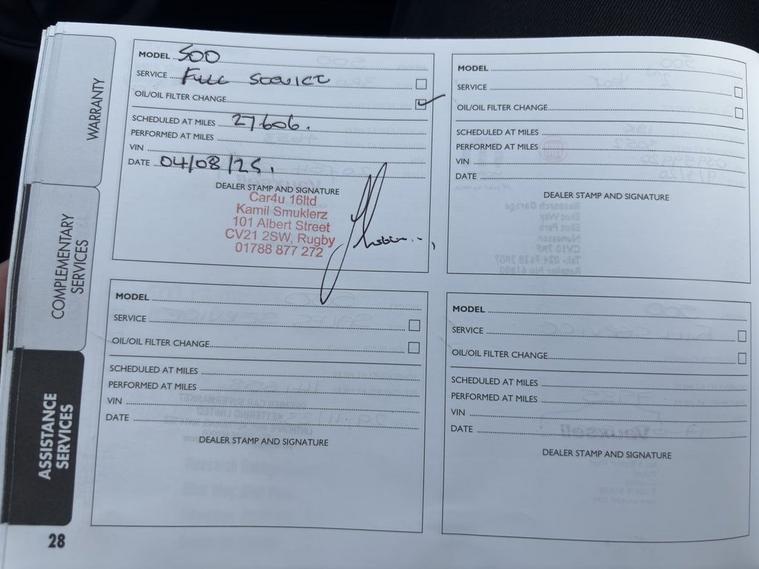 WARRANTY
COMPLEMENTARY
SERVICES
ASSISTANCE
SERVICES
28
MODEL 500
SERVICE Full Service
OIL/OIL FILTER CHANGE
SCHEDULED AT MILES 27606.
PERFORMED AT MILES
VIN
DATE 04/08/25.
DEALER STAMP AND SIGNATURE
Car4u 16ltd
Kamil Smuklerz
101 Albert Street
CV21 2SW, Rugby
01788 877 272
MODEL
SERVICE
OIL/OIL FILTER CHANGE
SCHEDULED AT MILES
PERFORMED AT MILES
VIN
DATE
DEALER STAMP AND SIGNATURE
MODEL
SERVICE
OIL/OIL FILTER CHANGE
SCHEDULED AT MILES
PERFORMED AT MILES
VIN
DATE
DEALER STAMP AND SIGNATURE
MODEL
SERVICE
OIL/OIL FILTER CHANGE
SCHEDULED AT MILES
PERFORMED AT MILES
VIN
DATE
DEALER STAMP AND SIGNATURE